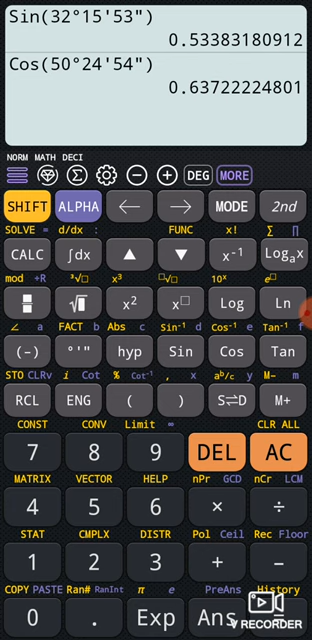 Sin(32°15'53")
0.53383180912
Cos(50°24'54")
0.63722224801
NORM MATH DECI
DEG MORE
SHIFT ALPHA ← → MODE 2nd
SOLVE = d/dx : FUNC x! ∑ ∏
CALC ∫dx ▲ ▼ x⁻¹ Logₐx
mod ÷R ³√□ x³ □√□ 10ˣ e□
√□ x² x□ Log Ln
∠ a FACT b Abs c Sin⁻¹ d Cos⁻¹ e Tan⁻¹ f
(−) °'" hyp Sin Cos Tan
STO CLRv i Cot % Cot⁻¹ , x aᵇ/c y M− m
RCL ENG ( ) S⇌D M+
CONST CONV Limit ∞ CLR ALL
7 8 9 DEL AC
MATRIX VECTOR HELP nPr GCD nCr LCM
4 5 6 × ÷
STAT CMPLX DISTR Pol Ceil Rec Floor
1 2 3 + −
COPY PASTE Ran# RanInt π e PreAns History
0 . Exp Ans
V RECORDER